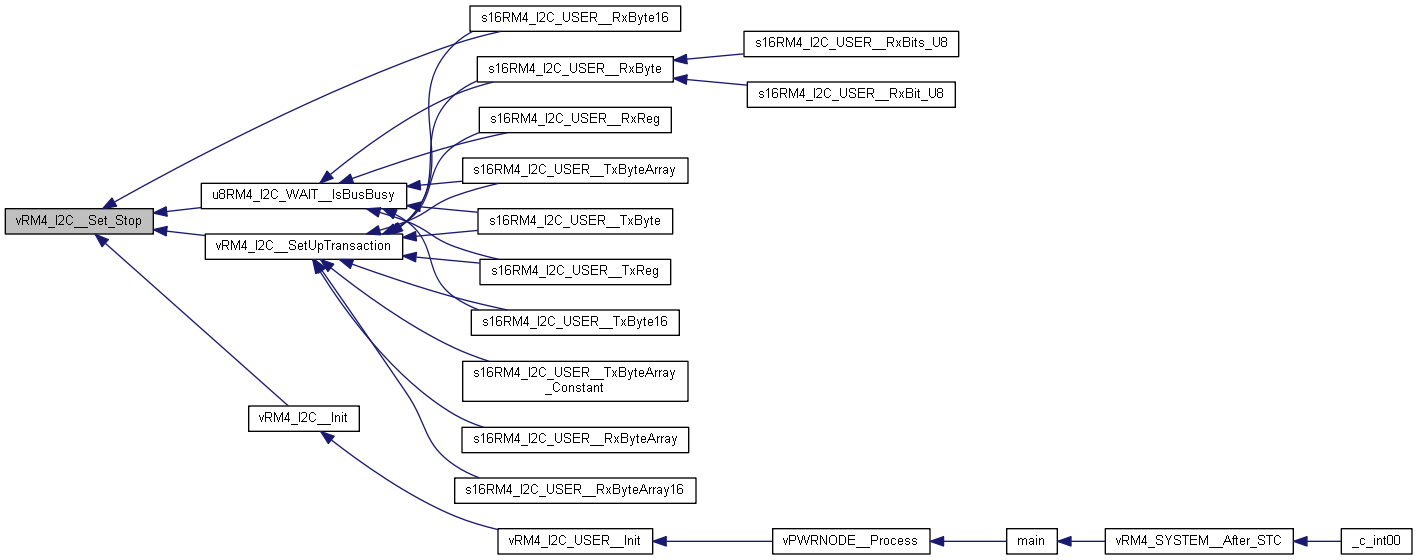 s16RM4_I2C_USER__RxByte16
s16RM4_I2C_USER__RxBits_U8
s16RM4_I2C_USER__RxByte
s16RM4_I2C_USER__RxBit_U8
s16RM4_I2C_USER__RxReg
s16RM4_I2C_USER__TxByteArray
u8RM4_I2C_WAIT__IsBusBusy
vRM4_I2C__Set_Stop
s16RM4_I2C_USER__TxByte
vRM4_I2C__SetUpTransaction
s16RM4_I2C_USER__TxReg
s16RM4_I2C_USER__TxByte16
s16RM4_I2C_USER__TxByteArray
_Constant
vRM4_I2C__Init
s16RM4_I2C_USER__RxByteArray
s16RM4_I2C_USER__RxByteArray16
vRM4_I2C_USER__Init
vPWRNODE__Process
main
vRM4_SYSTEM__After_STC
_c_int00